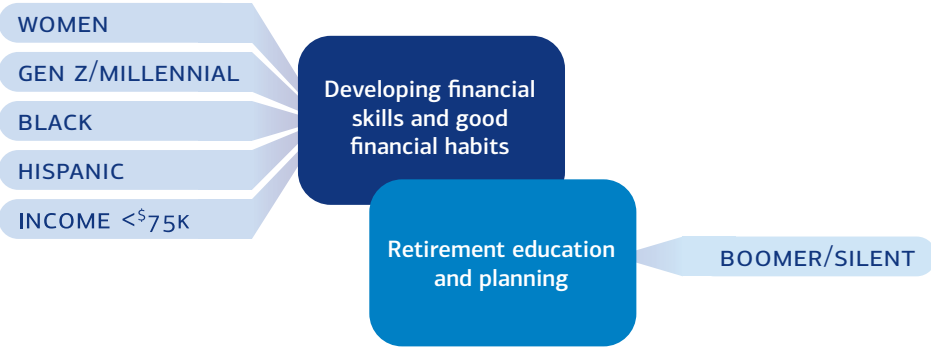 WOMEN
GEN Z/MILLENNIAL
BLACK
HISPANIC
INCOME <$75K
Developing financial
skills and good
financial habits
Retirement education
and planning
BOOMER/SILENT